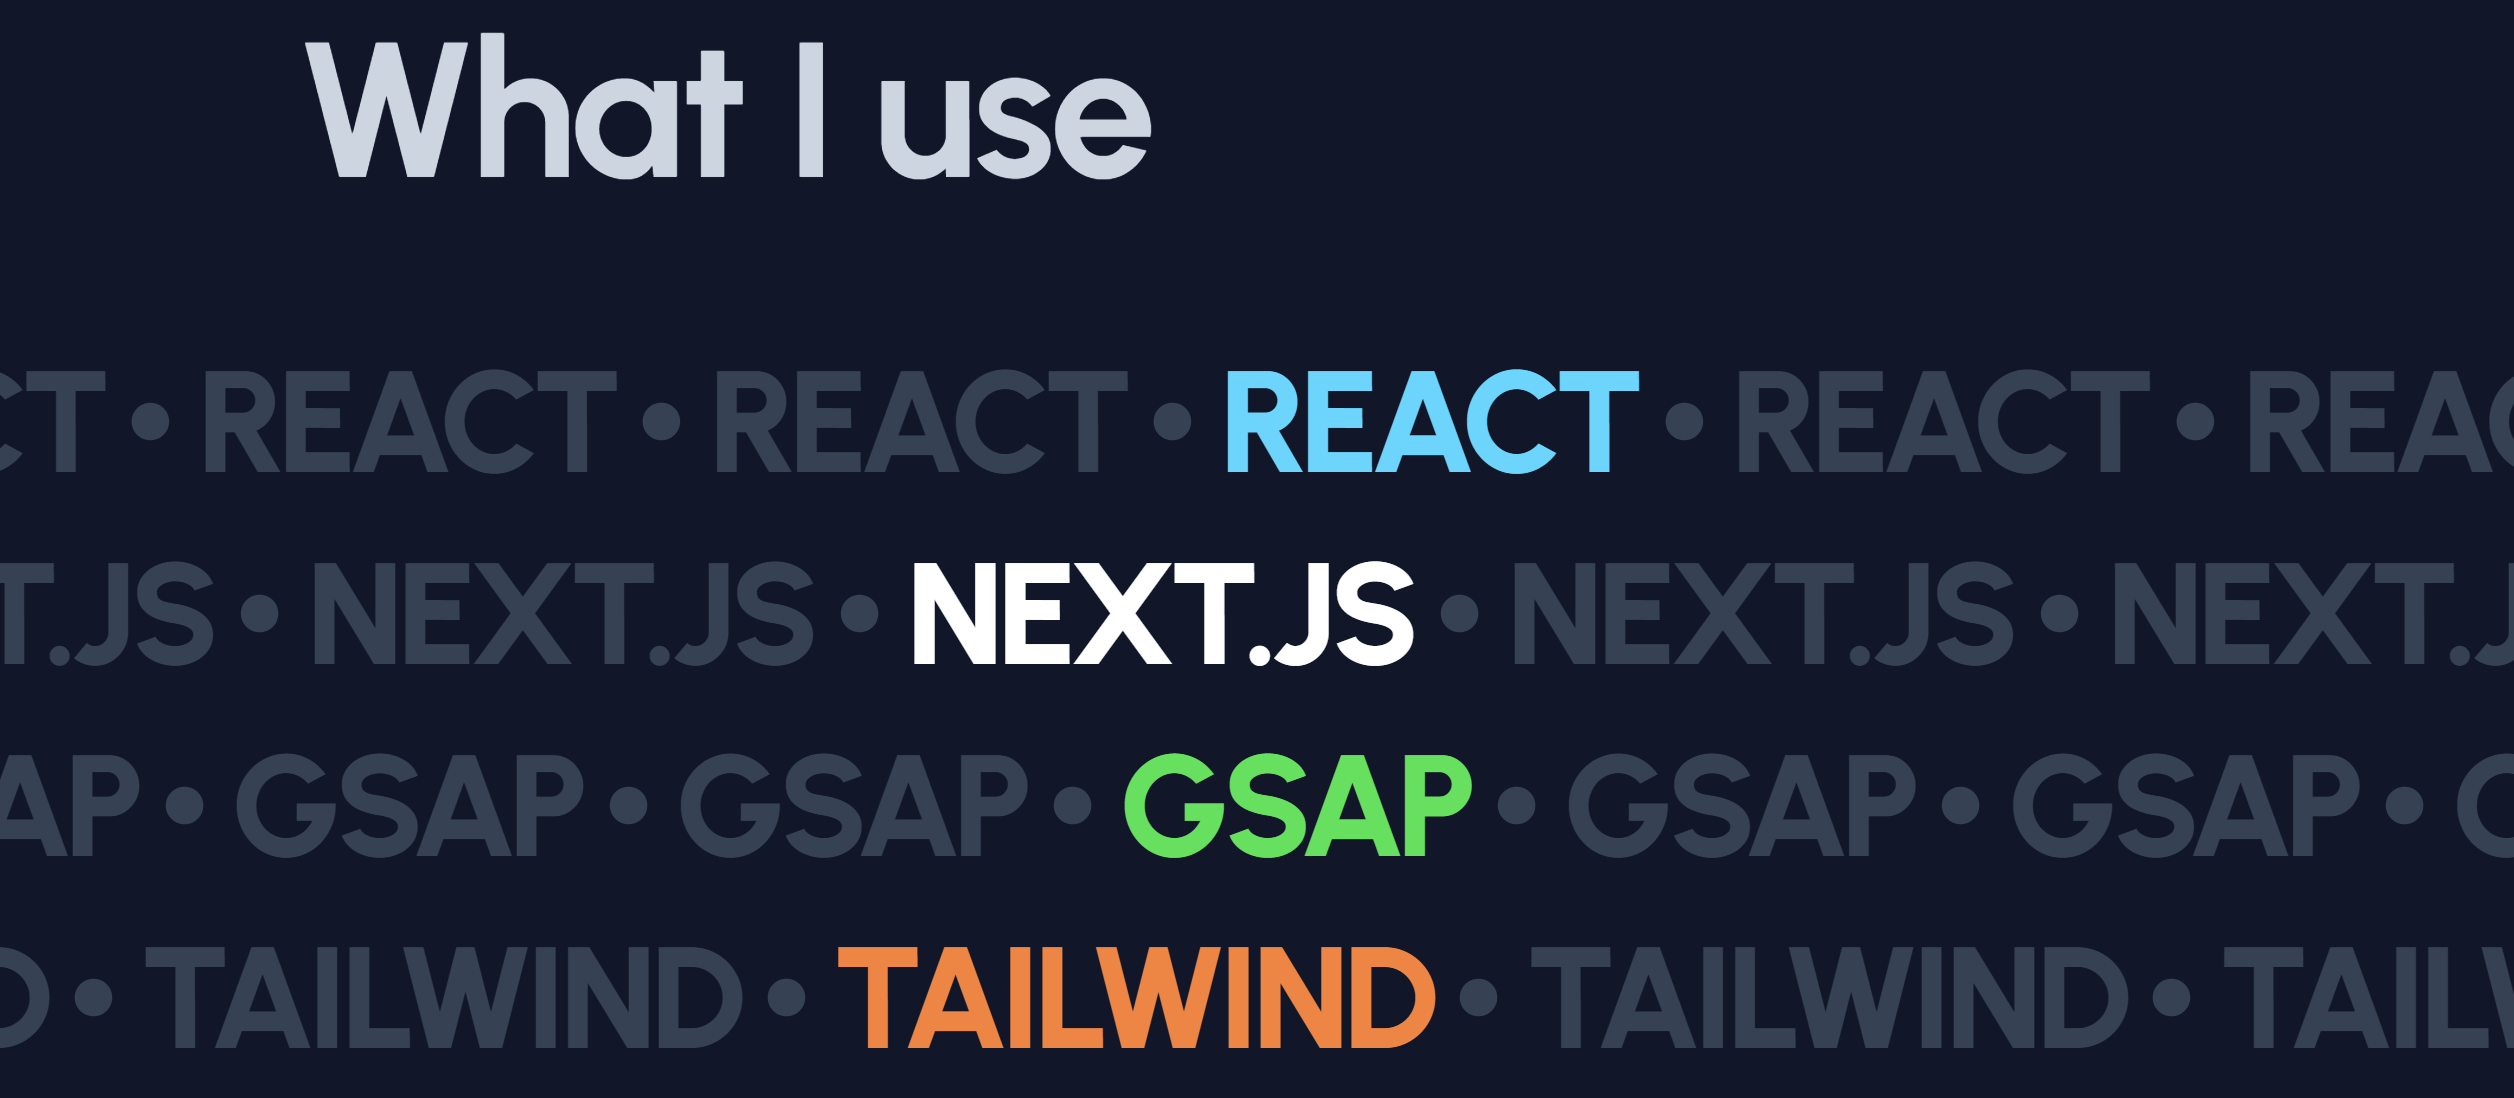 What I use
CT • REACT • REACT • REACT • REACT • REAC
T.JS • NEXT.JS • NEXT.JS • NEXT.JS • NEXT.J
AP • GSAP • GSAP • GSAP • GSAP • GSAP •
D • TAILWIND • TAILWIND • TAILWIND • TAILW